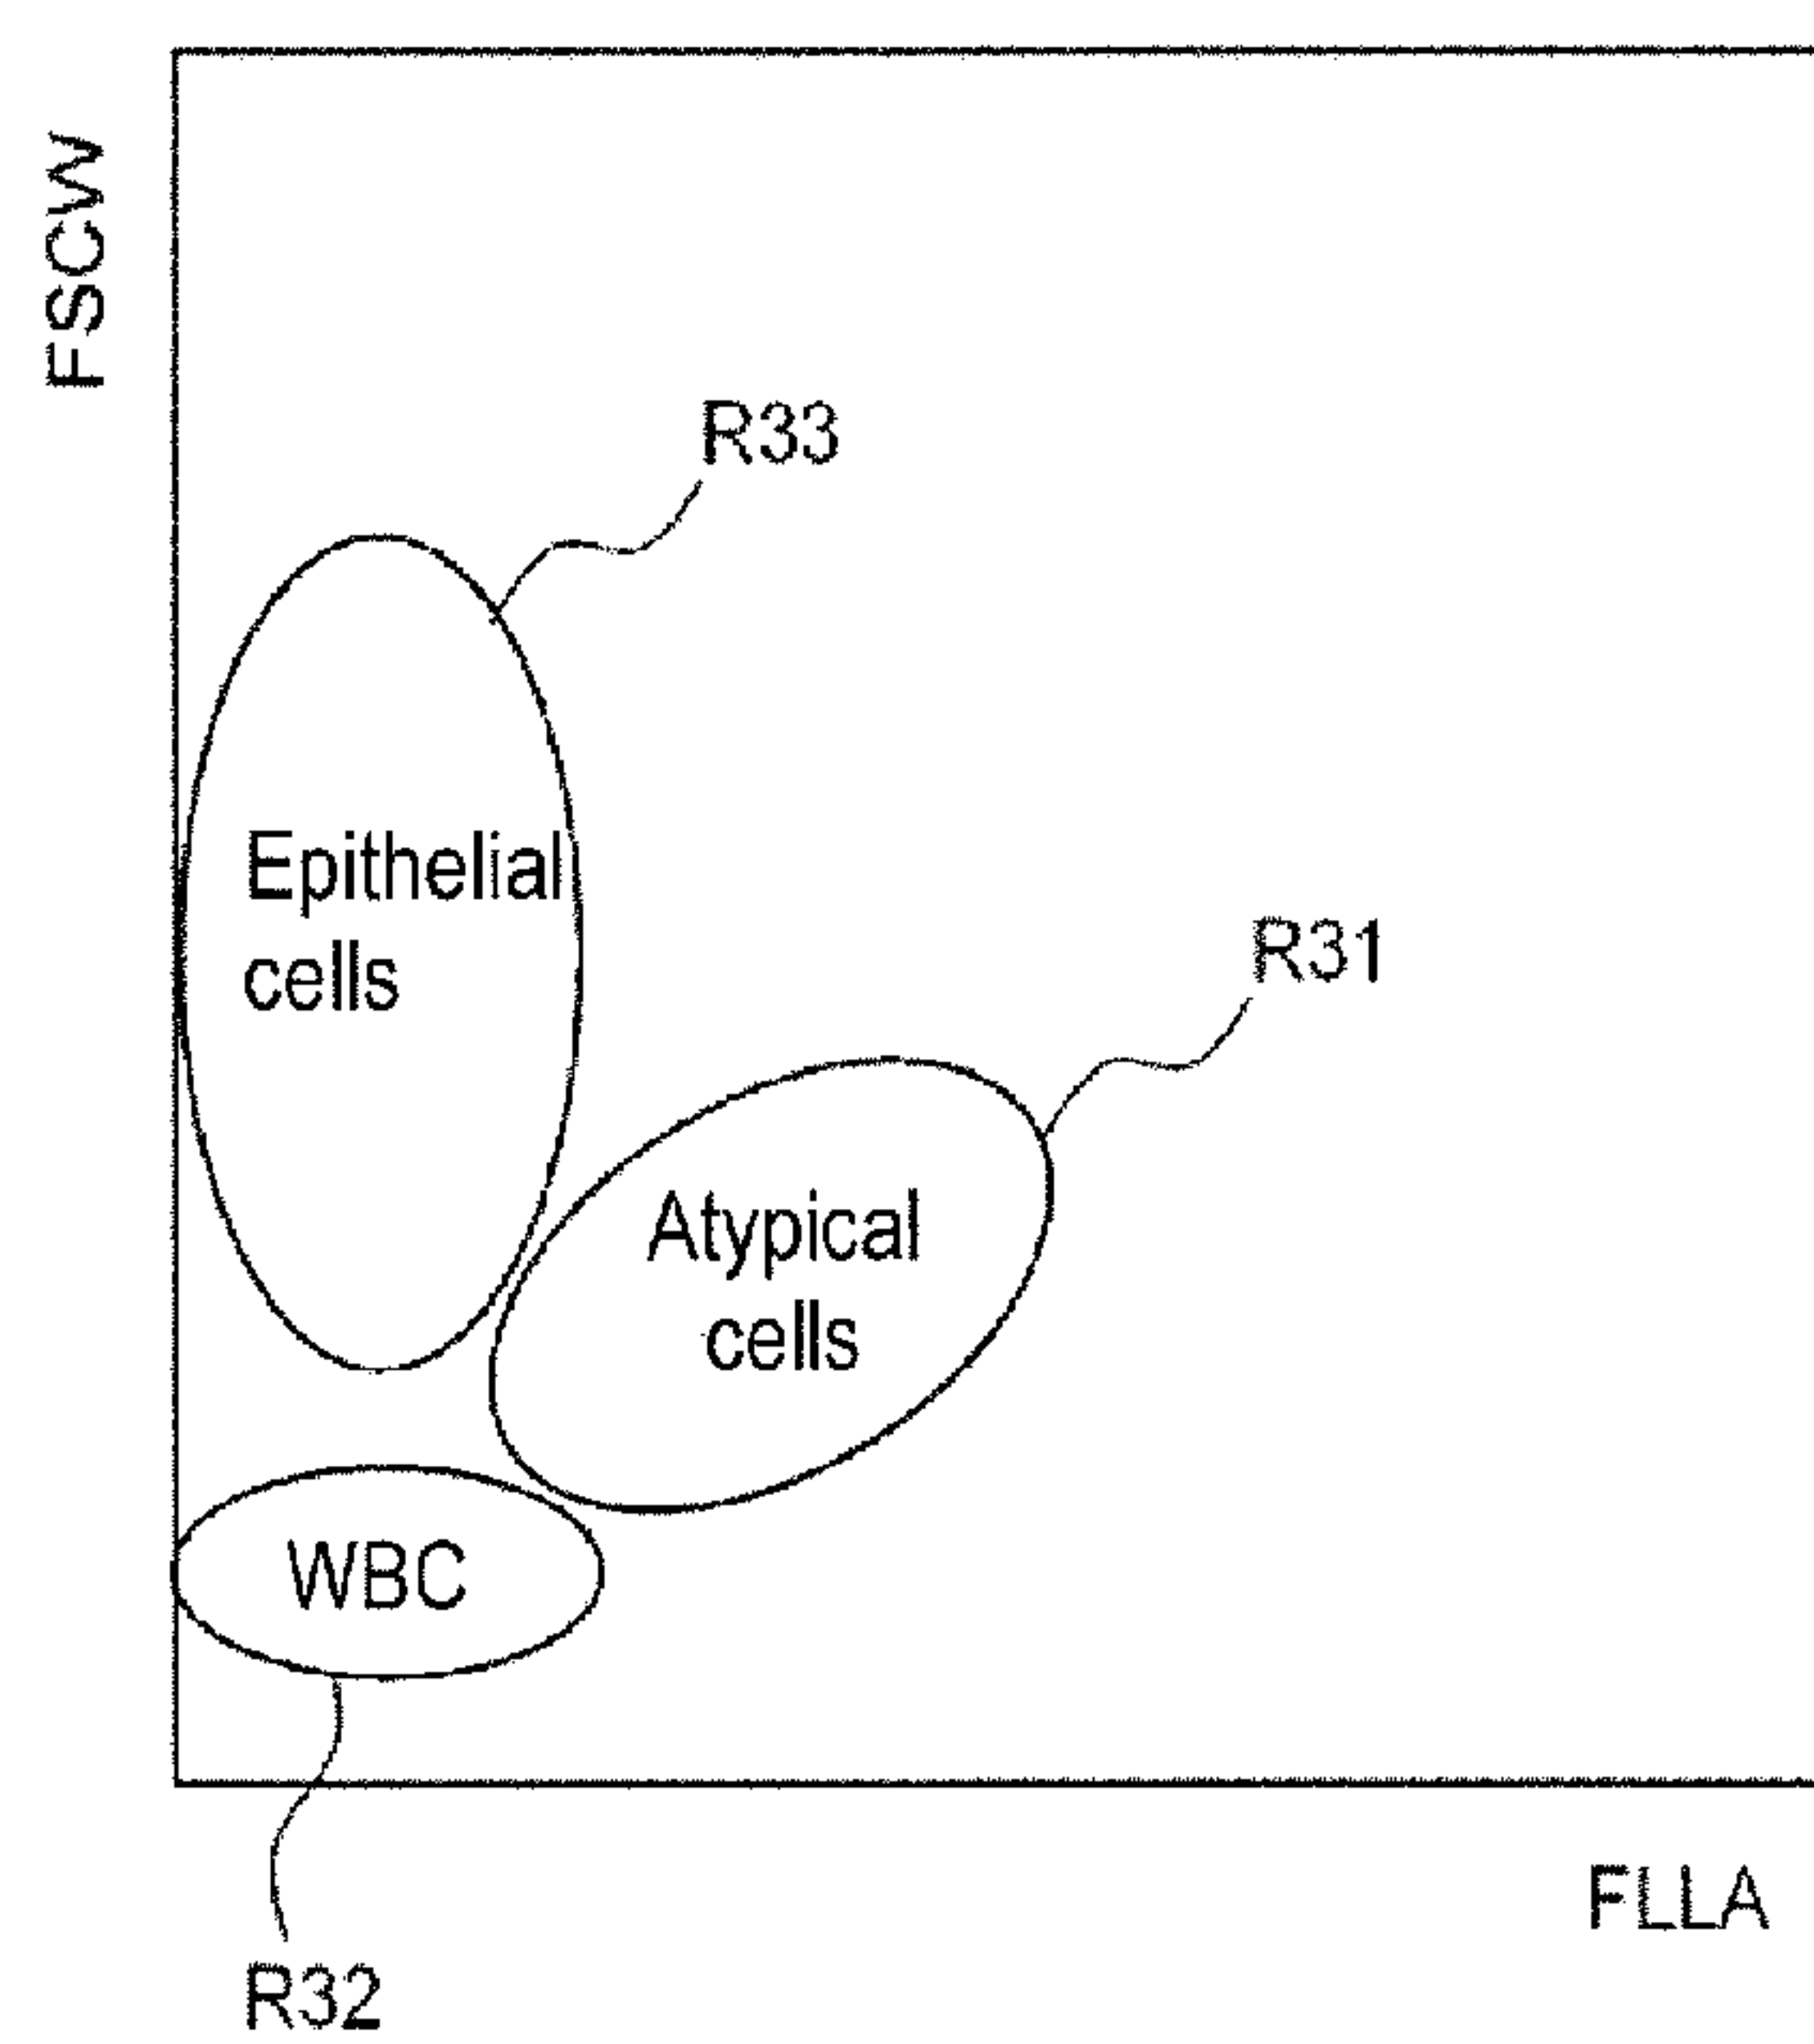 FSCW
R33
Epithelial
cells
R31
Atypical
cells
WBC
FLLA
R32